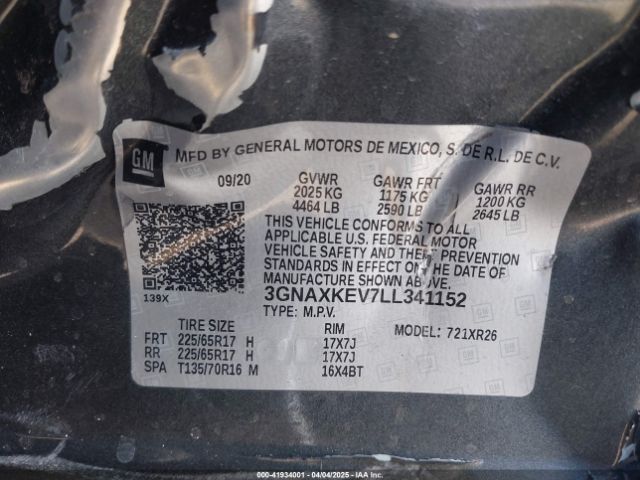 GM MFD BY GENERAL MOTORS DE MEXICO, S. DE R.L. DE C.V.
09/20 GVWR GAWR FRT GAWR RR
2025 KG 1175 KG 1200 KG
4464 LB 2590 LB 2645 LB
THIS VEHICLE CONFORMS TO ALL
APPLICABLE U.S. FEDERAL MOTOR
VEHICLE SAFETY AND THEFT PREVENTION
STANDARDS IN EFFECT ON THE DATE OF
MANUFACTURE SHOWN ABOVE.
3GNAXKEV7LL341152
139X TYPE: M.P.V.
TIRE SIZE RIM MODEL: 721XR26
FRT 225/65R17 H 17X7J
RR 225/65R17 H 17X7J
SPA T135/70R16 M 16X4BT
000-41934001 - 04/04/2025 - Copyright © IAA, LLC